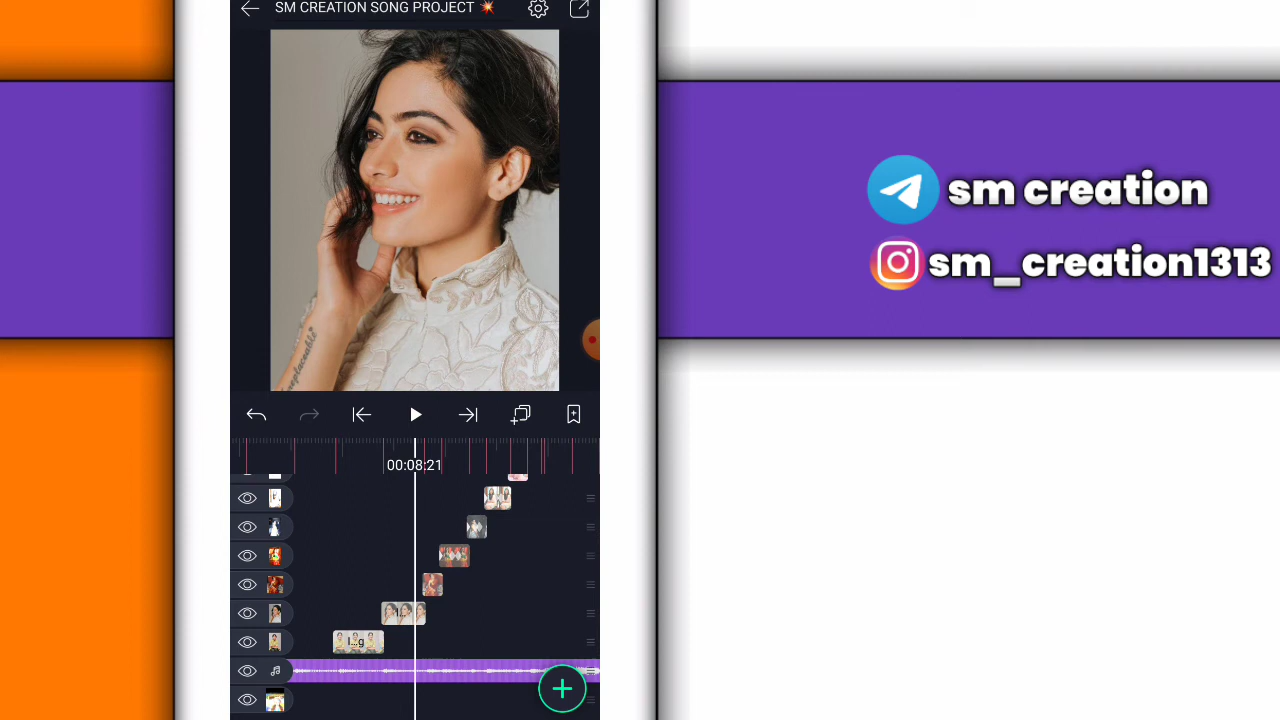 SM CREATION SONG PROJECT 💥
sm creation
sm_creation1313
00:08:21
I...g